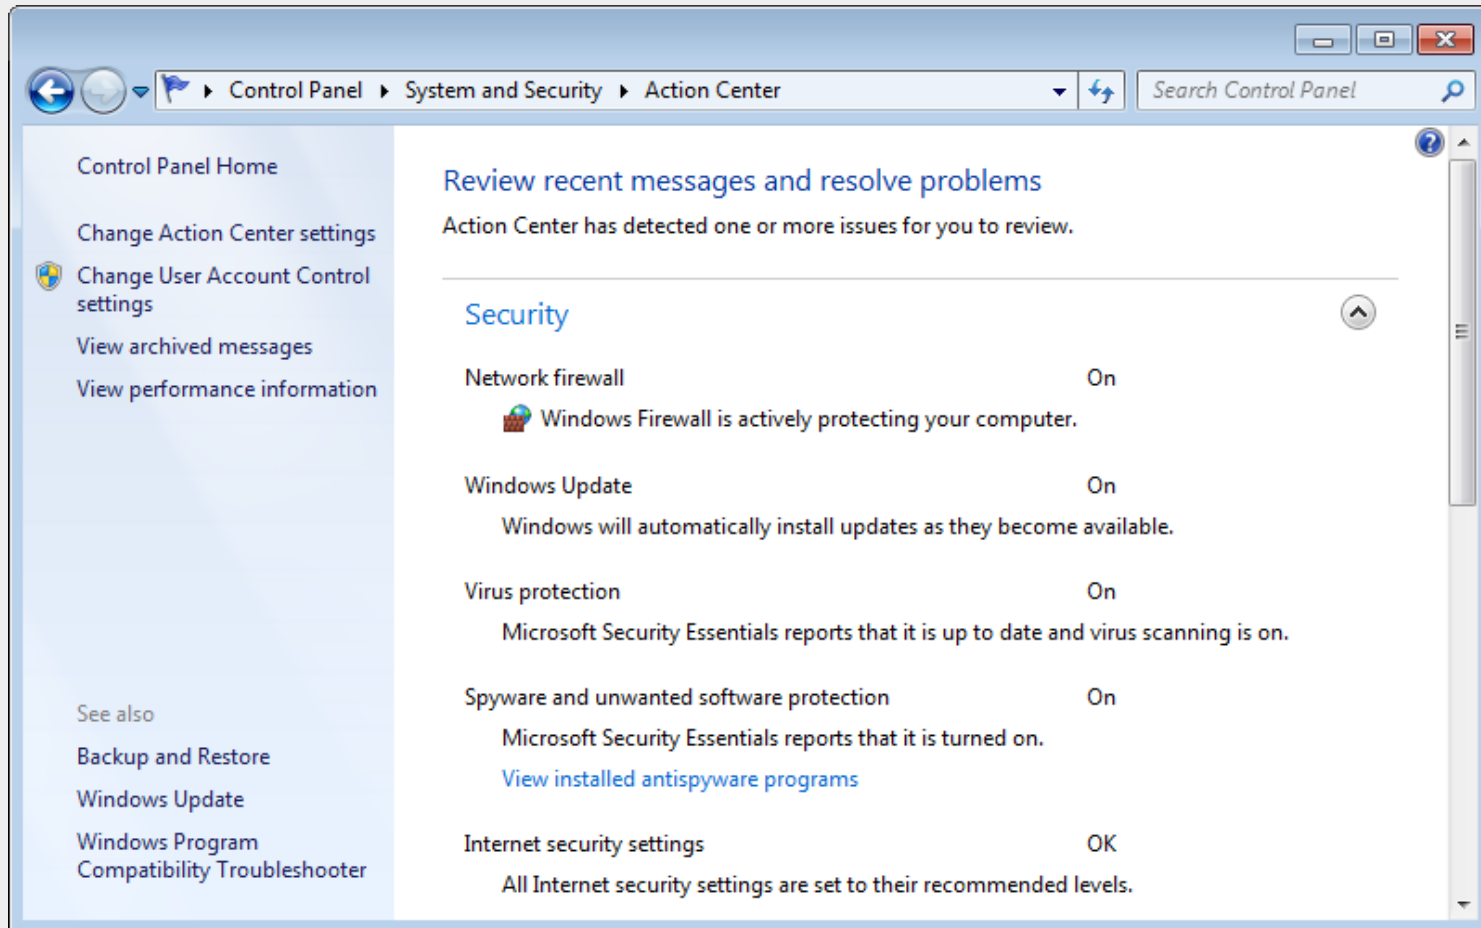 Control Panel
System and Security
Action Center
Search Control Panel
Control Panel Home
Change Action Center settings
Change User Account Control
settings
View archived messages
View performance information
See also
Backup and Restore
Windows Update
Windows Program
Compatibility Troubleshooter
Review recent messages and resolve problems
Action Center has detected one or more issues for you to review.
Security
Network firewall On
Windows Firewall is actively protecting your computer.
Windows Update On
Windows will automatically install updates as they become available.
Virus protection On
Microsoft Security Essentials reports that it is up to date and virus scanning is on.
Spyware and unwanted software protection On
Microsoft Security Essentials reports that it is turned on.
View installed antispyware programs
Internet security settings OK
All Internet security settings are set to their recommended levels.